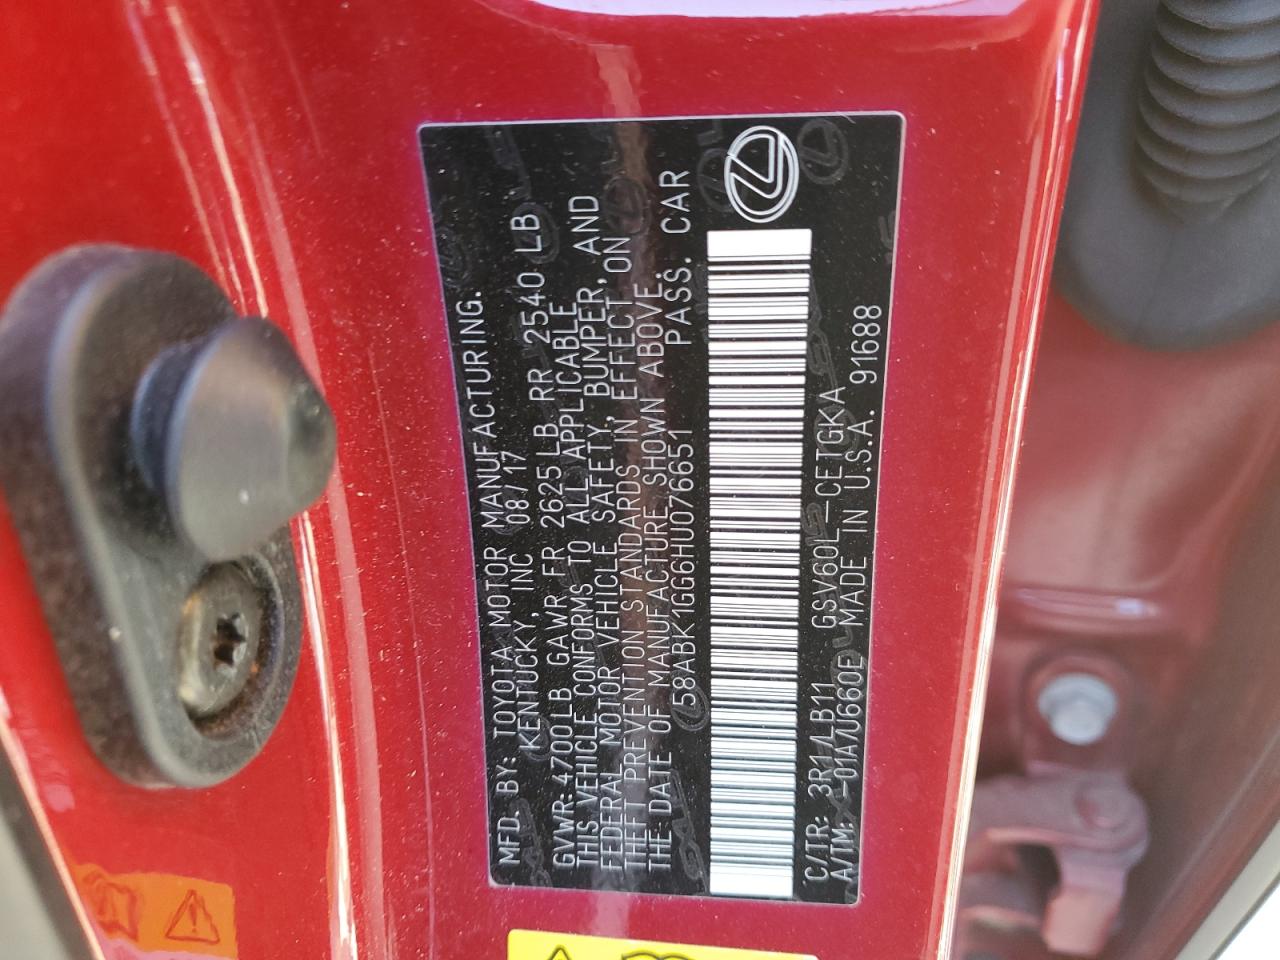 MFD. BY: TOYOTA MOTOR MANUFACTURING.
KENTUCKY, INC 08/17
GVWR: 4700LB GAWR FR 2625LB RR 2540 LB
THIS VEHICLE CONFORMS TO ALL APPLICABLE
FEDERAL MOTOR VEHICLE SAFETY, BUMPER, AND
THEFT PREVENTION STANDARDS IN EFFECT ON
THE DATE OF MANUFACTURE SHOWN ABOVE.
58ABK1GG6HU076651 PASS. CAR
C/TR: 3R1/LB11 GSV60L-CETGKA
A/TM: -01A/U660E MADE IN U.S.A. 91688